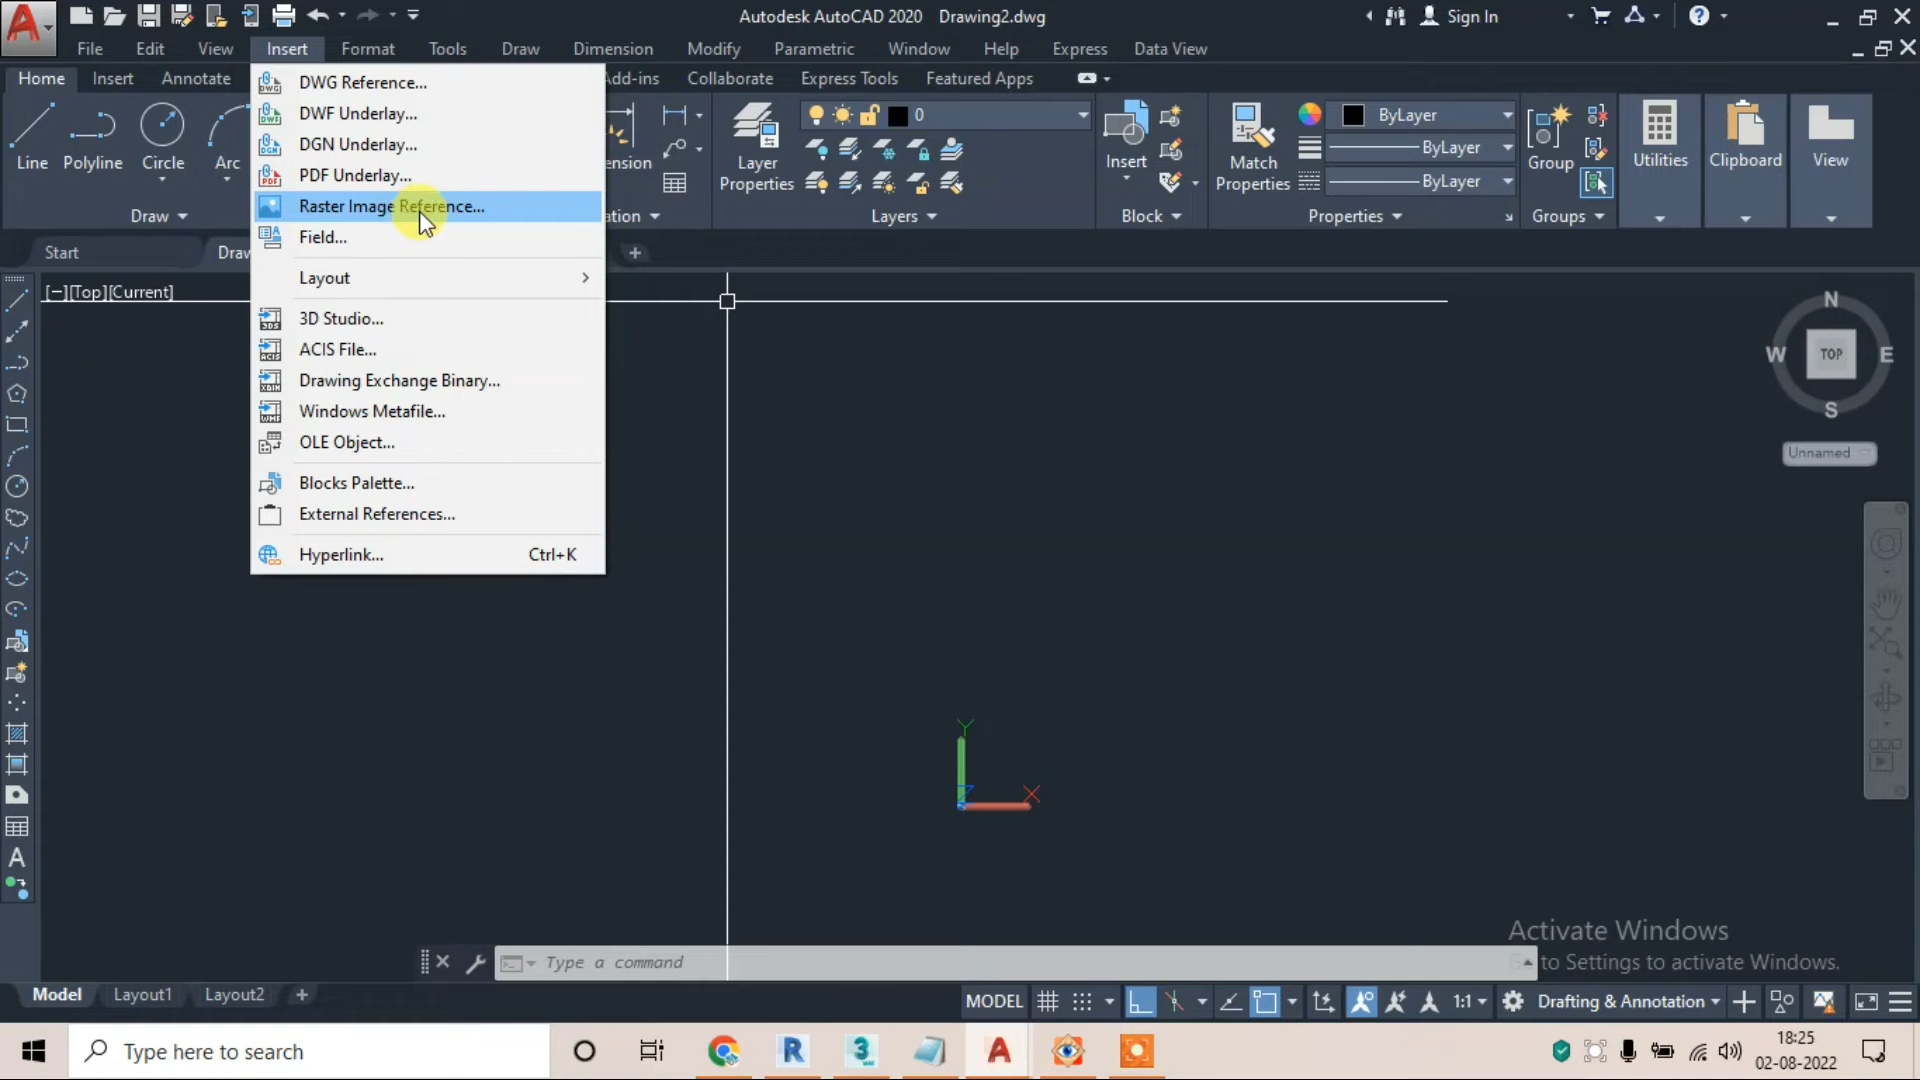 Autodesk AutoCAD 2020 Drawing2.dwg
Sign In
File Edit View Insert Format Tools Draw Dimension Modify Parametric Window Help Express Data View
Home Insert Annotate Add-ins Collaborate Express Tools Featured Apps
DWG Reference...
DWF Underlay...
DGN Underlay...
PDF Underlay...
Raster Image Reference...
Field...
Layout
3D Studio...
ACIS File...
Drawing Exchange Binary...
Windows Metafile...
OLE Object...
Blocks Palette...
External References...
Hyperlink... Ctrl+K
Line Polyline Circle Arc
Draw
Layer Properties
0
Layers
Insert
Block
Match Properties
ByLayer
ByLayer
ByLayer
Properties
Group
Groups
Utilities
Clipboard
View
Start
[−][Top][Current]
N
W TOP E
S
Unnamed
Y
X
Activate Windows
to Settings to activate Windows.
Type a command
Model Layout1 Layout2
MODEL 1:1 Drafting & Annotation
Type here to search
18:25
02-08-2022